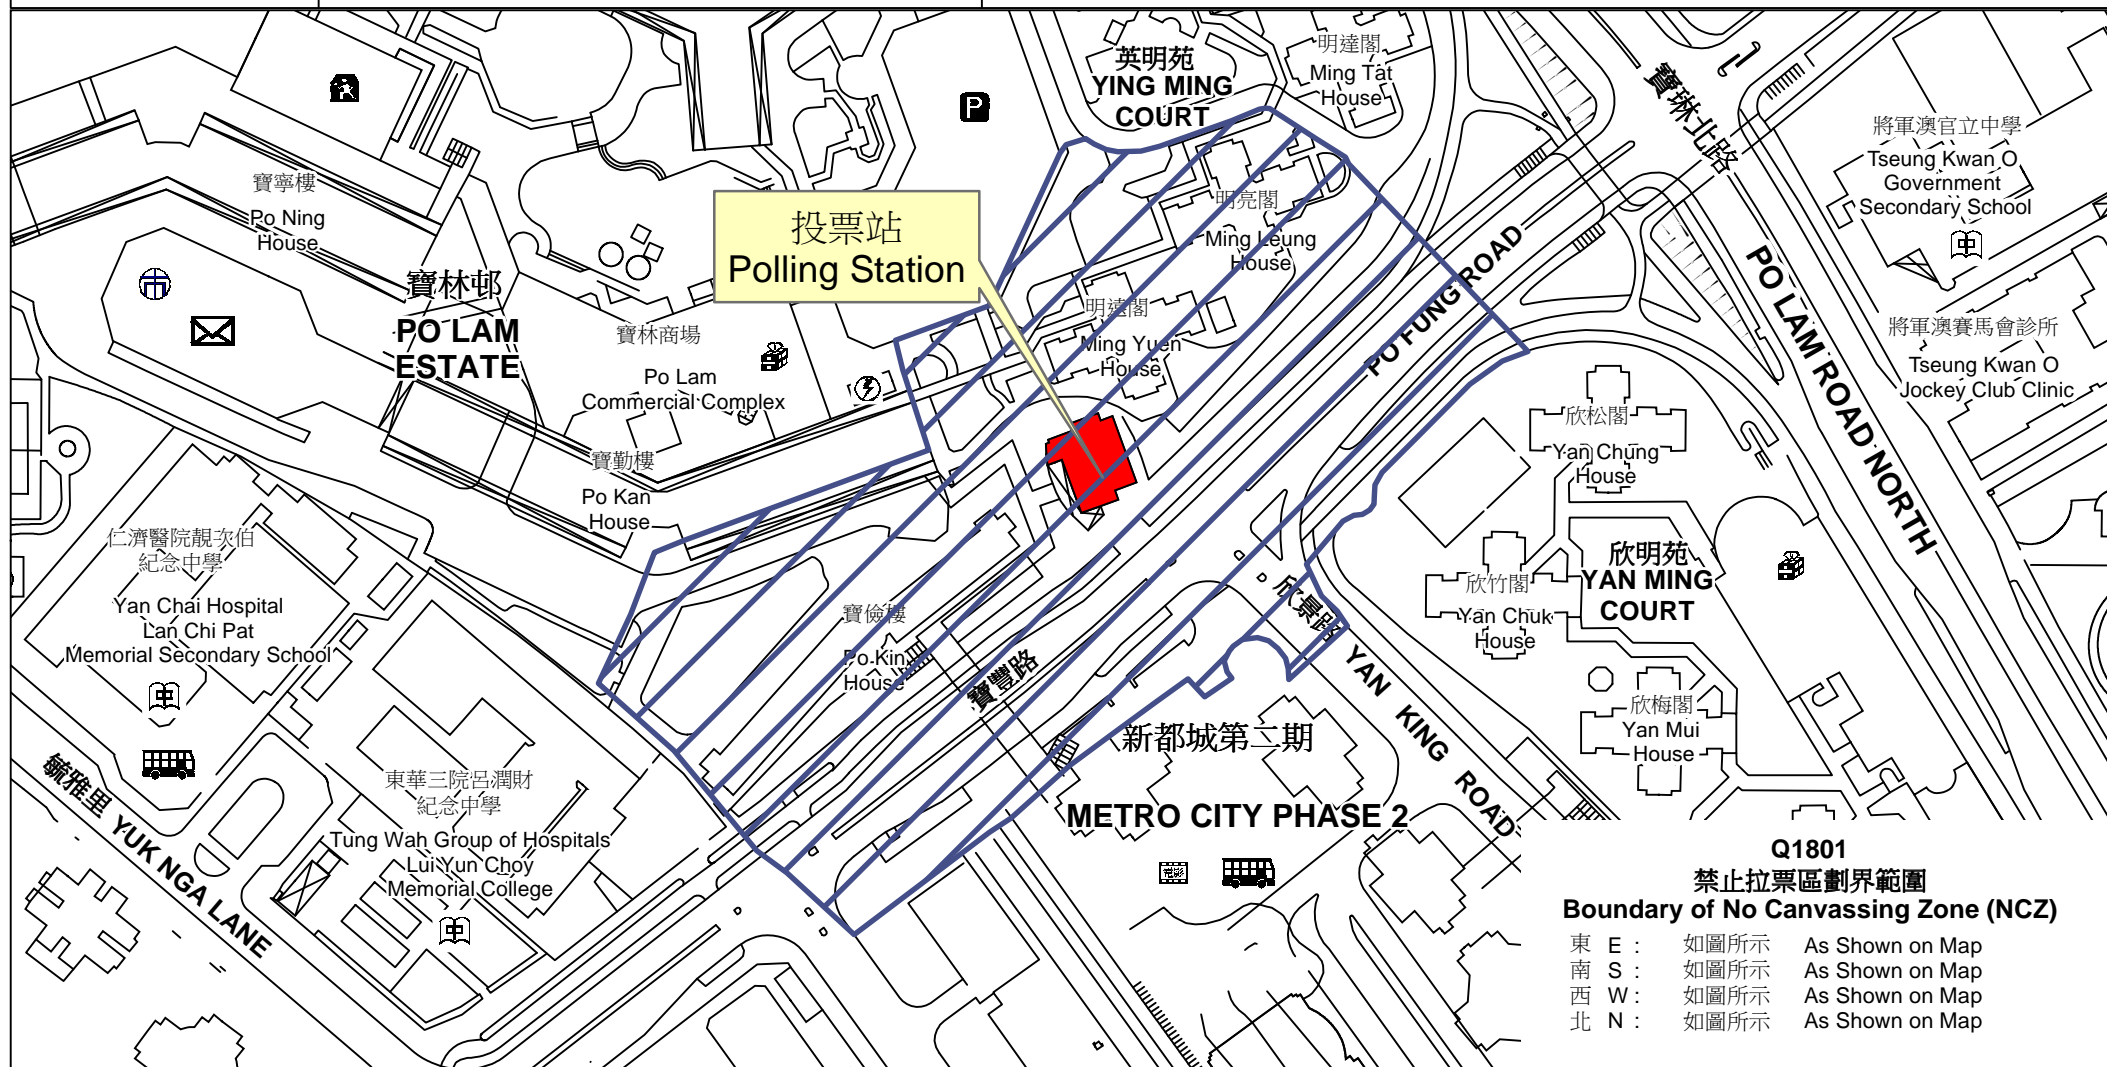 英明苑
YING MING
COURT
明達閣
Ming Tat
House
寶琳北路
將軍澳官立中學
Tseung Kwan O
Government
Secondary School
中
P
寶寧樓
Po Ning
House
投票站
Polling Station
明亮閣
Ming Leung
House
寶林邨
PO LAM
ESTATE
寶林商場
Po Lam
Commercial Complex
明遠閣
Ming Yuen
House
PO FUNG ROAD
PO LAM ROAD NORTH
將軍澳賽馬會診所
Tseung Kwan O
Jockey Club Clinic
寶勤樓
Po Kan
House
欣松閣
Yan Chung
House
仁濟醫院靚次伯
紀念中學
Yan Chai Hospital
Lan Chi Pat
Memorial Secondary School
中
寶儉樓
Po Kin
House
寶豐路
欣景路
YAN KING ROAD
欣竹閣
Yan Chuk
House
欣明苑
YAN MING
COURT
欣梅閣
Yan Mui
House
新都城第二期
METRO CITY PHASE 2
毓雅里 YUK NGA LANE
東華三院呂潤財
紀念中學
Tung Wah Group of Hospitals
Lui Yun Choy
Memorial College
中
Q1801
禁止拉票區劃界範圍
Boundary of No Canvassing Zone (NCZ)
東 E : 如圖所示 As Shown on Map
南 S : 如圖所示 As Shown on Map
西 W : 如圖所示 As Shown on Map
北 N : 如圖所示 As Shown on Map